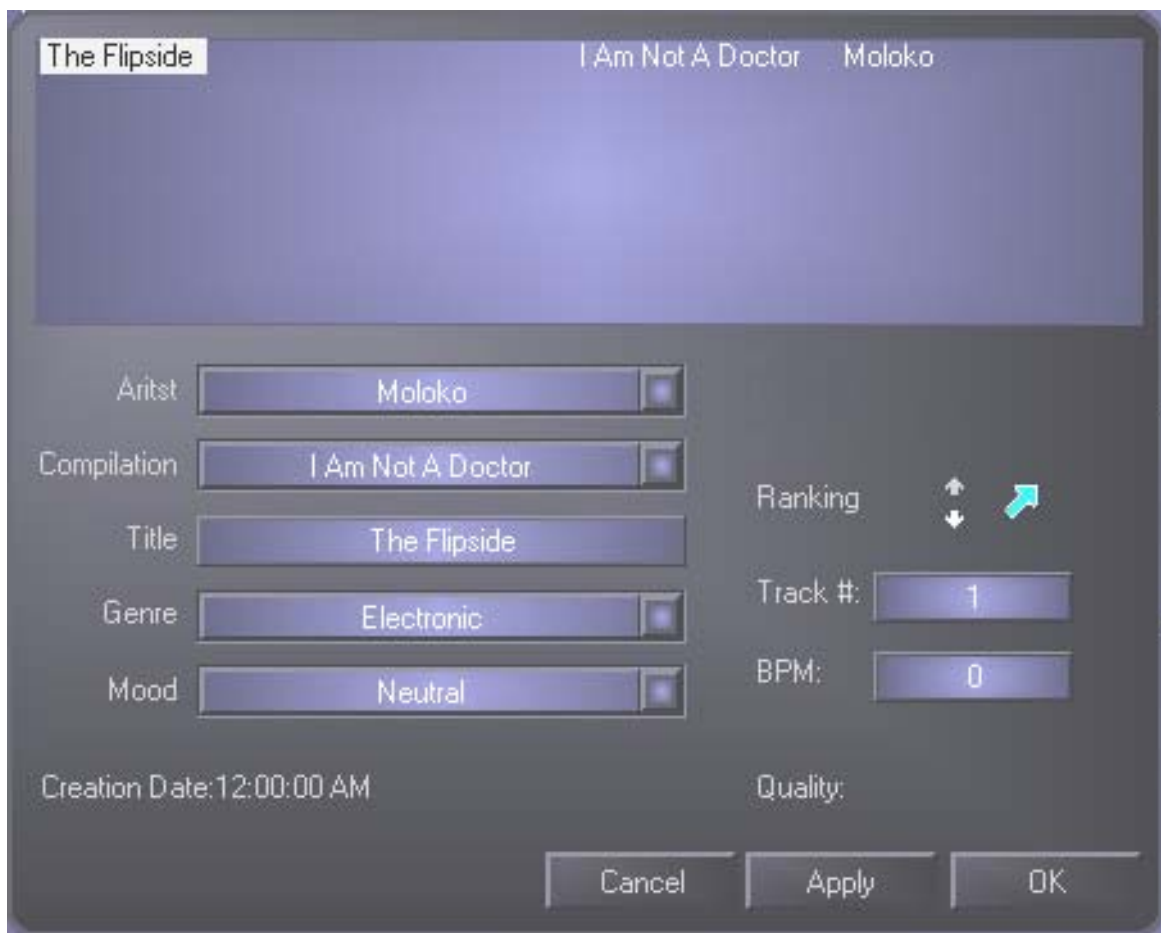 The Flipside I Am Not A Doctor Moloko
Aritst Moloko
Compilation I Am Not A Doctor
Title The Flipside
Genre Electronic
Mood Neutral
Ranking
Track #: 1
BPM: 0
Creation Date:12:00:00 AM
Quality:
Cancel Apply OK